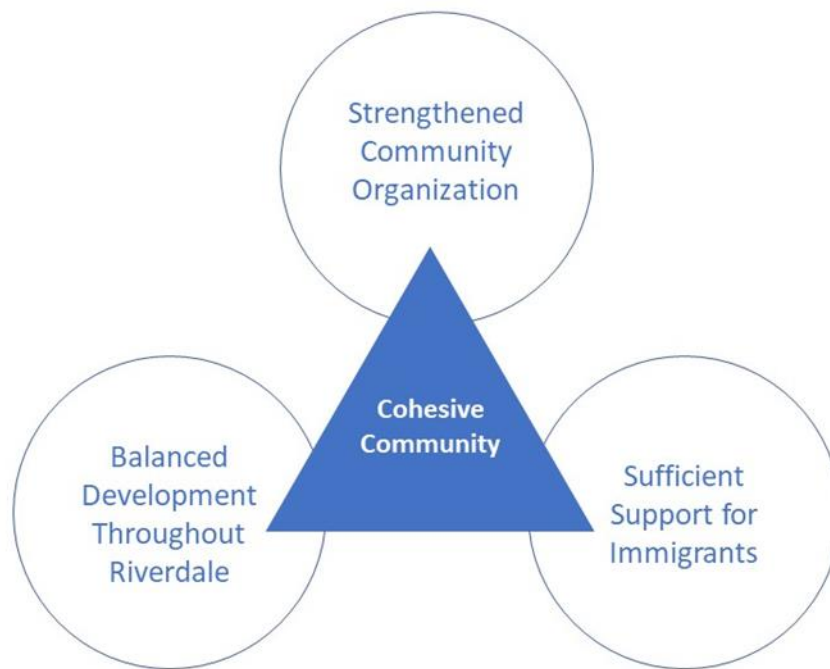 Strengthened
Community
Organization
Cohesive
Community
Balanced
Development
Throughout
Riverdale
Sufficient
Support for
Immigrants